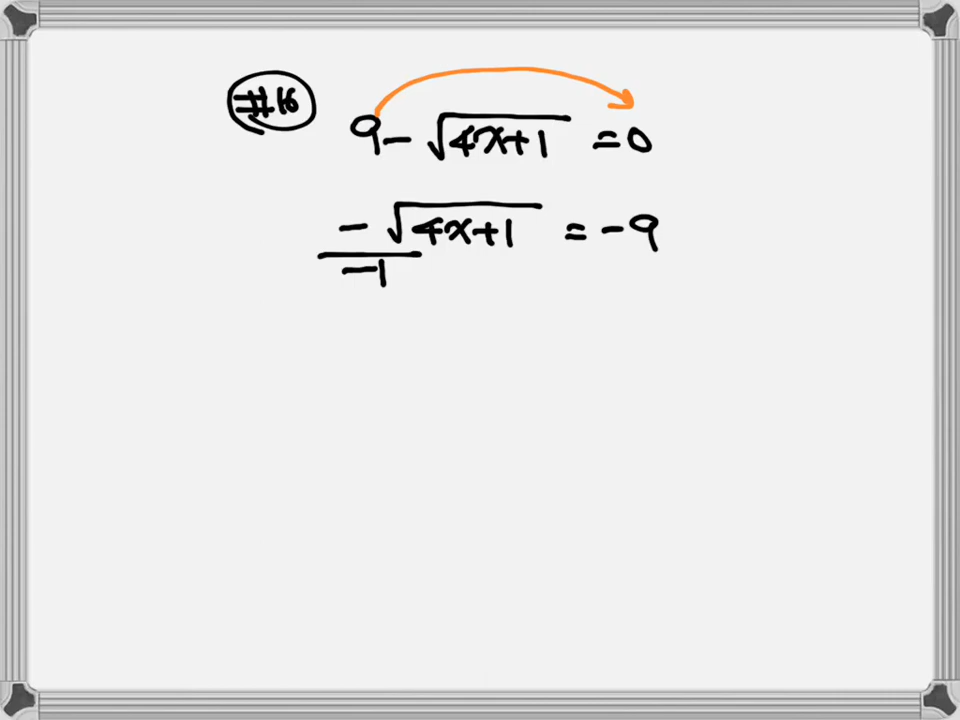 #16
9 - √4x+1 = 0
- √4x+1 = -9
-1